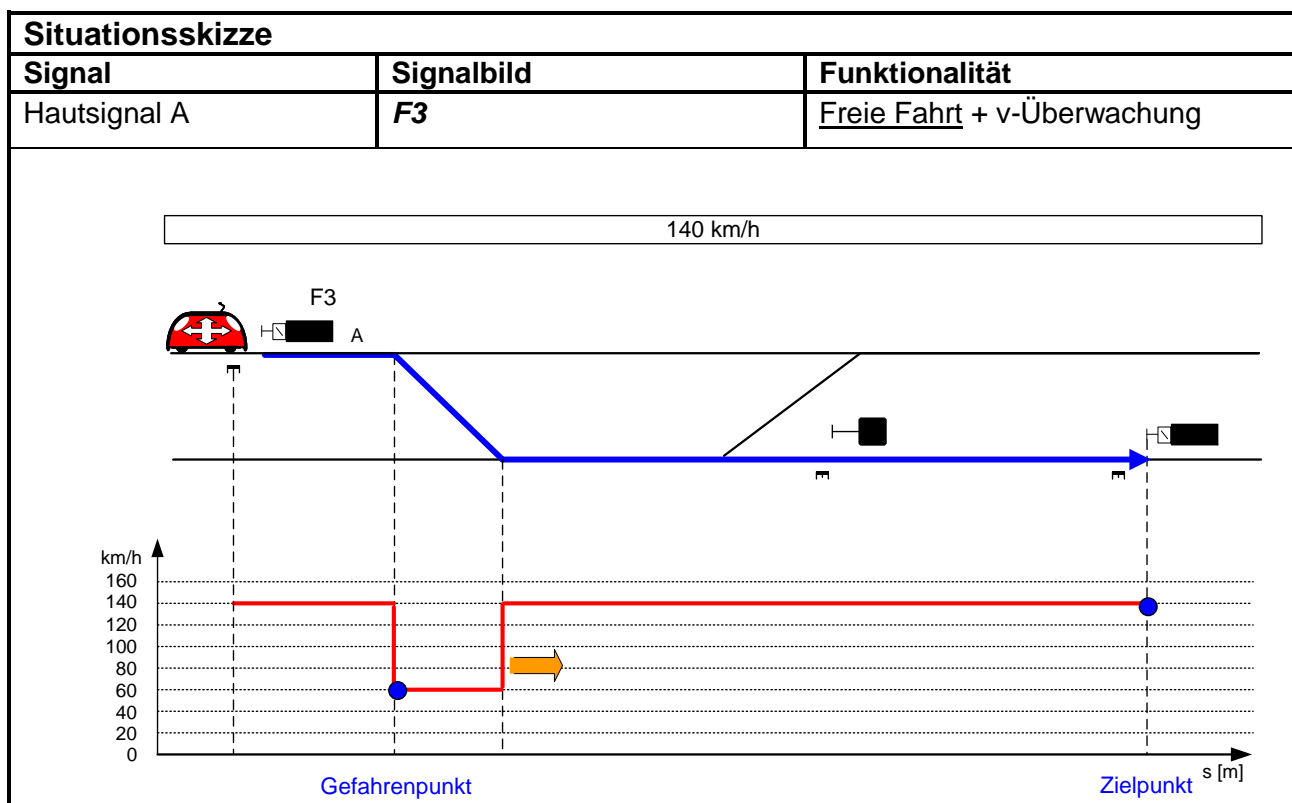 Situationsskizze
Signal Signalbild Funktionalität
Hautsignal A F3 Freie Fahrt + v-Überwachung
140 km/h
F3
A
km/h
160
140
120
100
80
60
40
20
0
s [m]
Gefahrenpunkt Zielpunkt